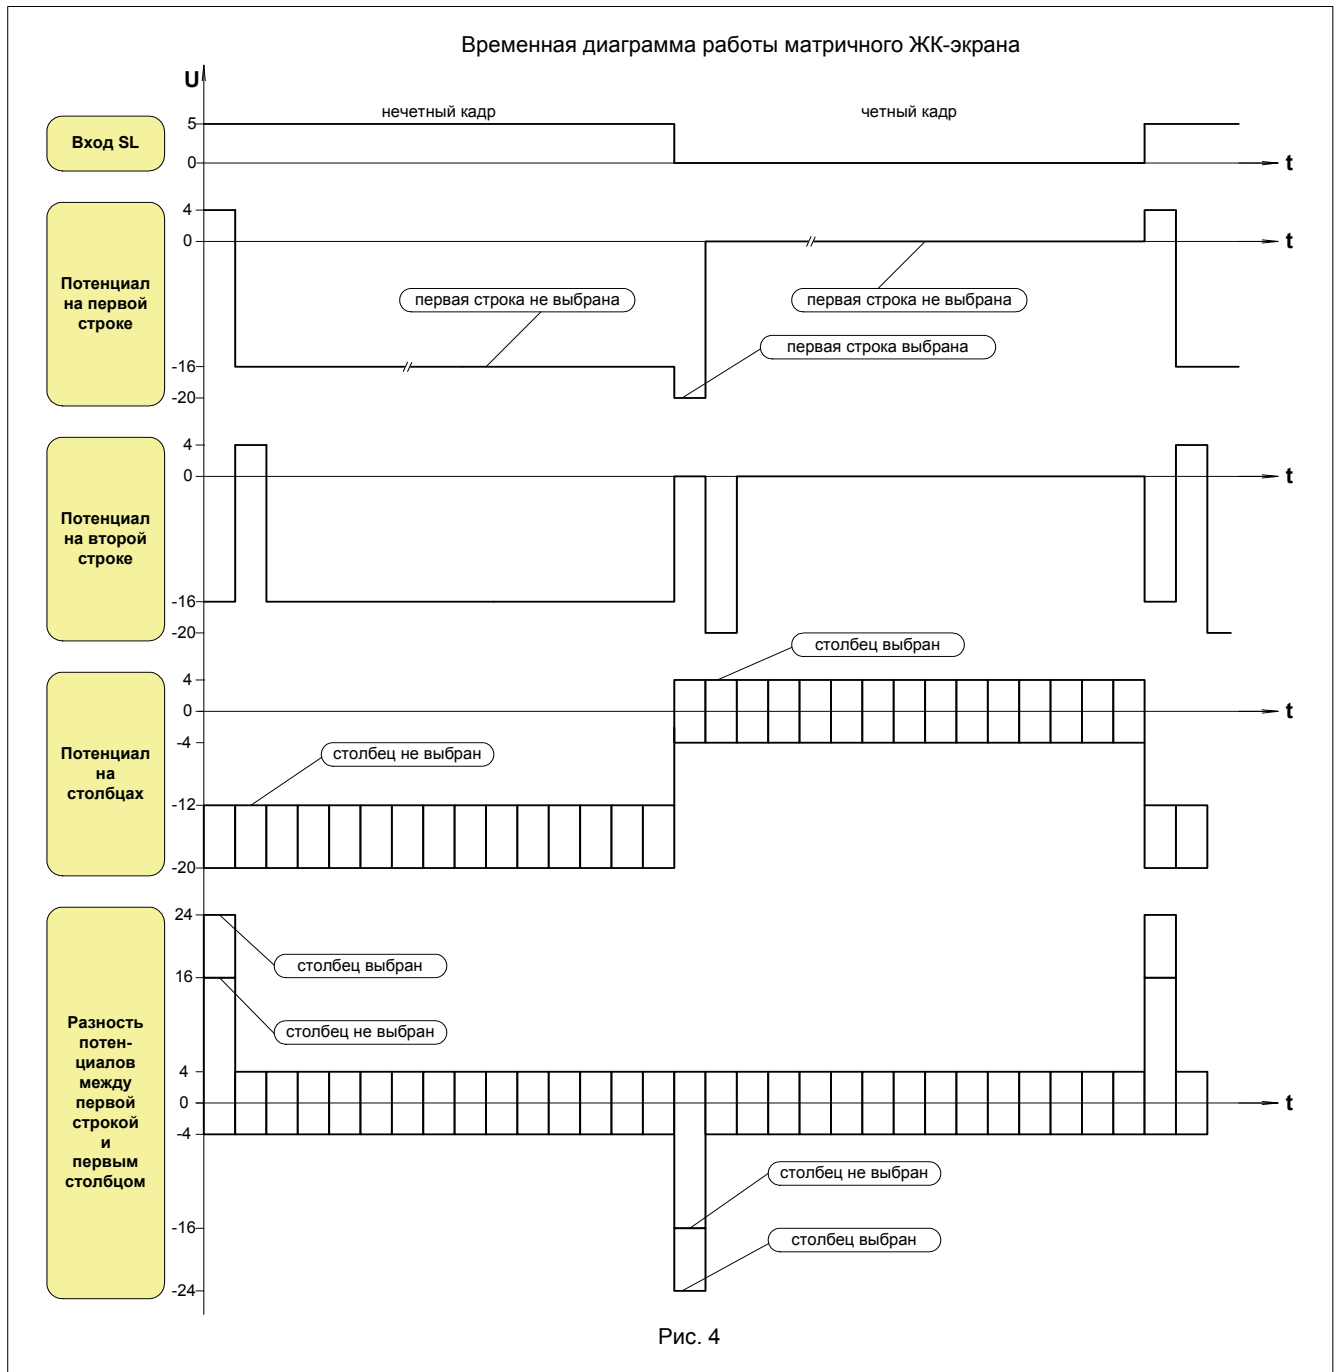 Временная диаграмма работы матричного ЖК-экрана
U
нечетный кадр
четный кадр
Вход SL
5
0
t
Потенциал
на первой
строке
4
0
-16
-20
t
первая строка не выбрана
первая строка не выбрана
первая строка выбрана
Потенциал
на второй
строке
4
0
-16
-20
t
столбец выбран
Потенциал
на
столбцах
4
0
-4
-12
-20
t
столбец не выбран
Разность
потен-
циалов
между
первой
строкой
и
первым
столбцом
24
16
4
0
-4
-16
-24
t
столбец выбран
столбец не выбран
столбец не выбран
столбец выбран
Рис. 4